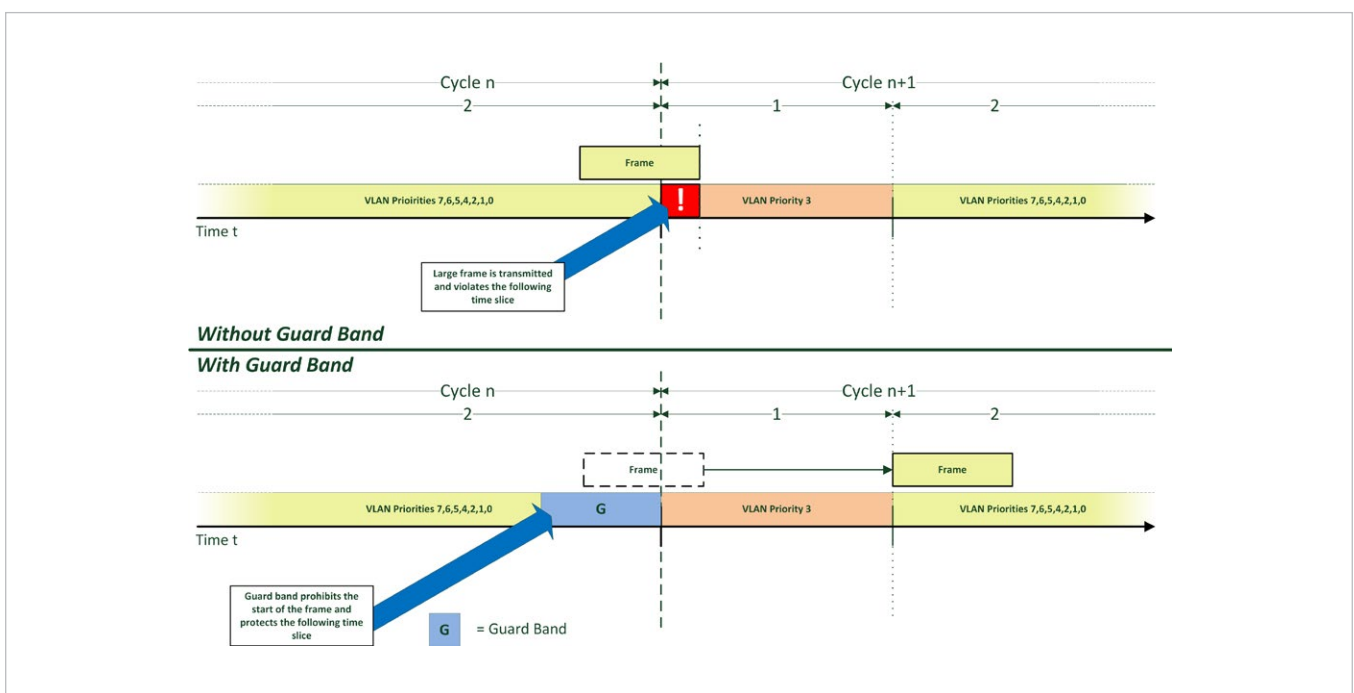 Cycle n
Cycle n+1
2
1
2
Frame
VLAN Prioirities 7,6,5,4,2,1,0
!
VLAN Priority 3
VLAN Priorities 7,6,5,4,2,1,0
Time t
Large frame is transmitted
and violates the following
time slice
Without Guard Band
With Guard Band
Cycle n
Cycle n+1
2
1
2
Frame
Frame
VLAN Priorities 7,6,5,4,2,1,0
G
VLAN Priority 3
VLAN Priorities 7,6,5,4,2,1,0
Time t
Guard band prohibits the
start of the frame and
protects the following time
slice
G
= Guard Band